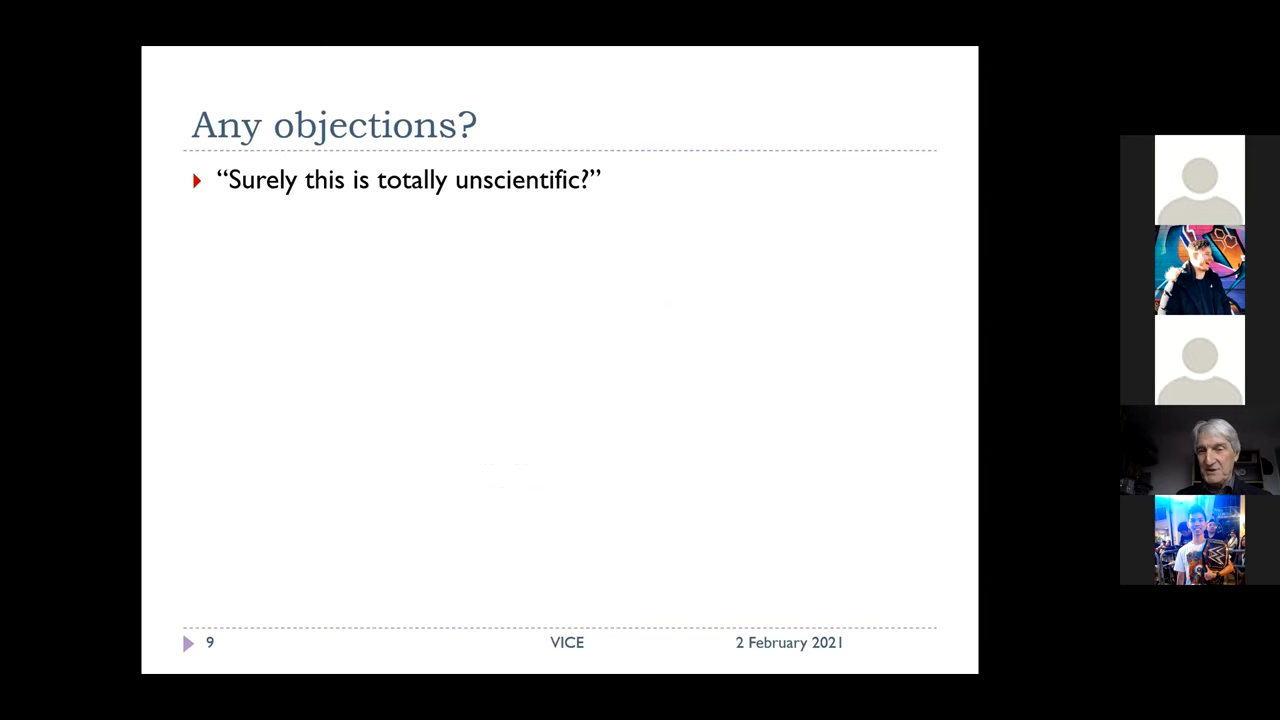 Any objections?
“Surely this is totally unscientific?”
9
VICE
2 February 2021